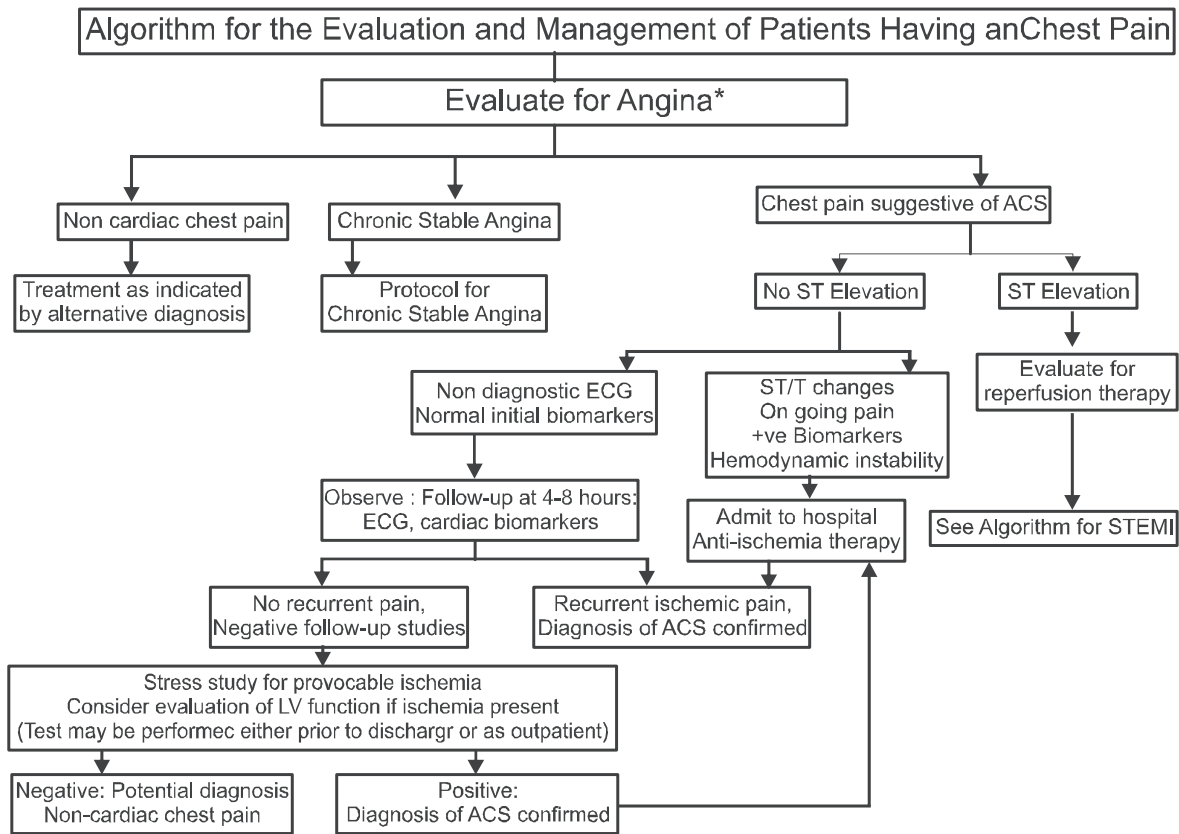 Algorithm for the Evaluation and Management of Patients Having anChest Pain
Evaluate for Angina*
Non cardiac chest pain
Chronic Stable Angina
Chest pain suggestive of ACS
Treatment as indicated
by alternative diagnosis
Protocol for
Chronic Stable Angina
No ST Elevation
ST Elevation
Non diagnostic ECG
Normal initial biomarkers
ST/T changes
On going pain
+ve Biomarkers
Hemodynamic instability
Evaluate for
reperfusion therapy
Observe : Follow-up at 4-8 hours:
ECG, cardiac biomarkers
Admit to hospital
Anti-ischemia therapy
See Algorithm for STEMI
No recurrent pain,
Negative follow-up studies
Recurrent ischemic pain,
Diagnosis of ACS confirmed
Stress study for provocable ischemia
Consider evaluation of LV function if ischemia present
(Test may be performec either prior to dischargr or as outpatient)
Negative: Potential diagnosis
Non-cardiac chest pain
Positive:
Diagnosis of ACS confirmed